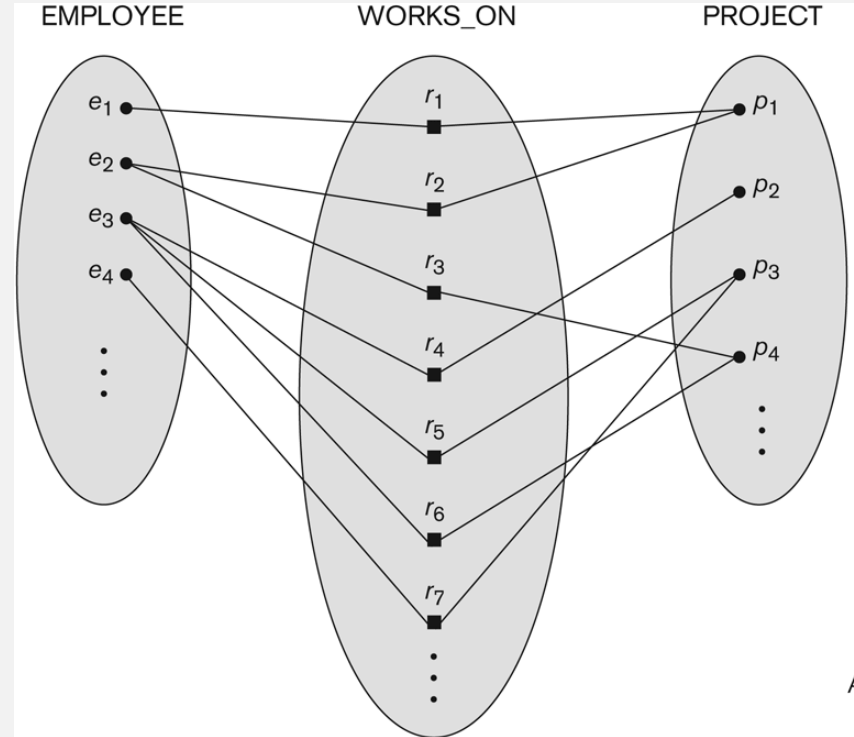 EMPLOYEE
WORKS_ON
PROJECT
e1
e2
e3
e4
r1
r2
r3
r4
r5
r6
r7
p1
p2
p3
p4
A